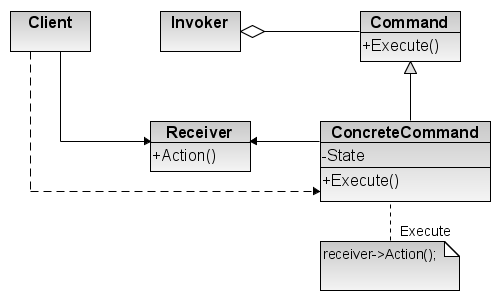 Client
Invoker
Command
+Execute()
Receiver
+Action()
ConcreteCommand
-State
+Execute()
Execute
receiver->Action();